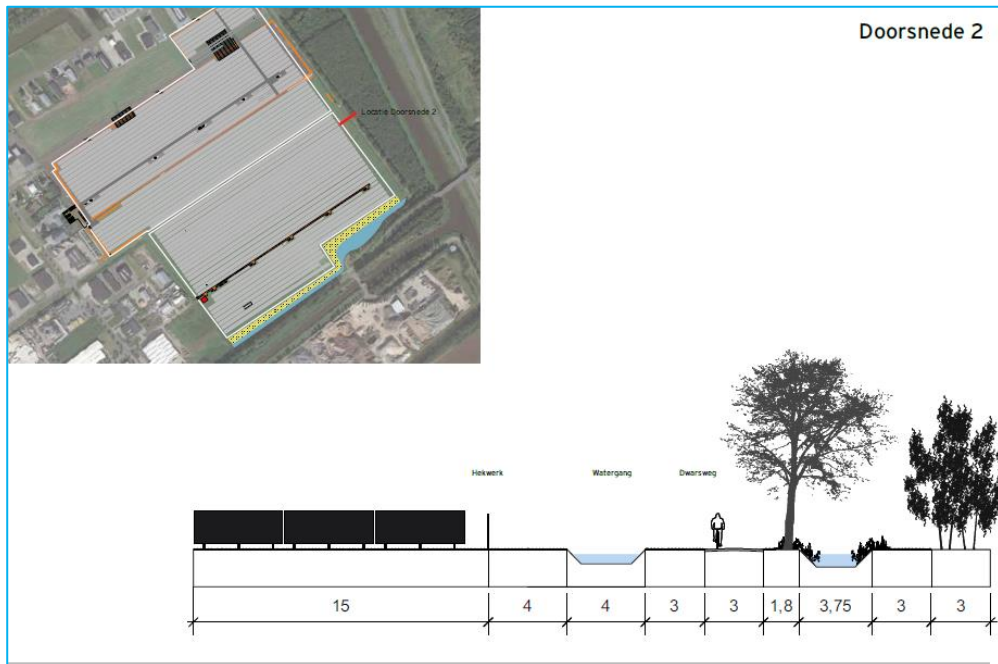 Doorsnede 2
Locatie Doorsnede 2
Hekwerk
Watergang
Dwarsweg
15
4
4
3
3
1,8
3,75
3
3